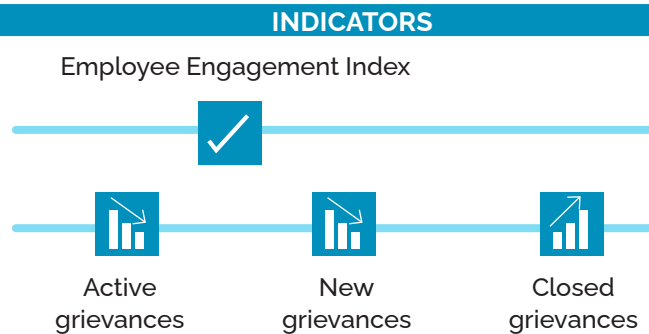 INDICATORS
Employee Engagement Index
Active
grievances
New
grievances
Closed
grievances